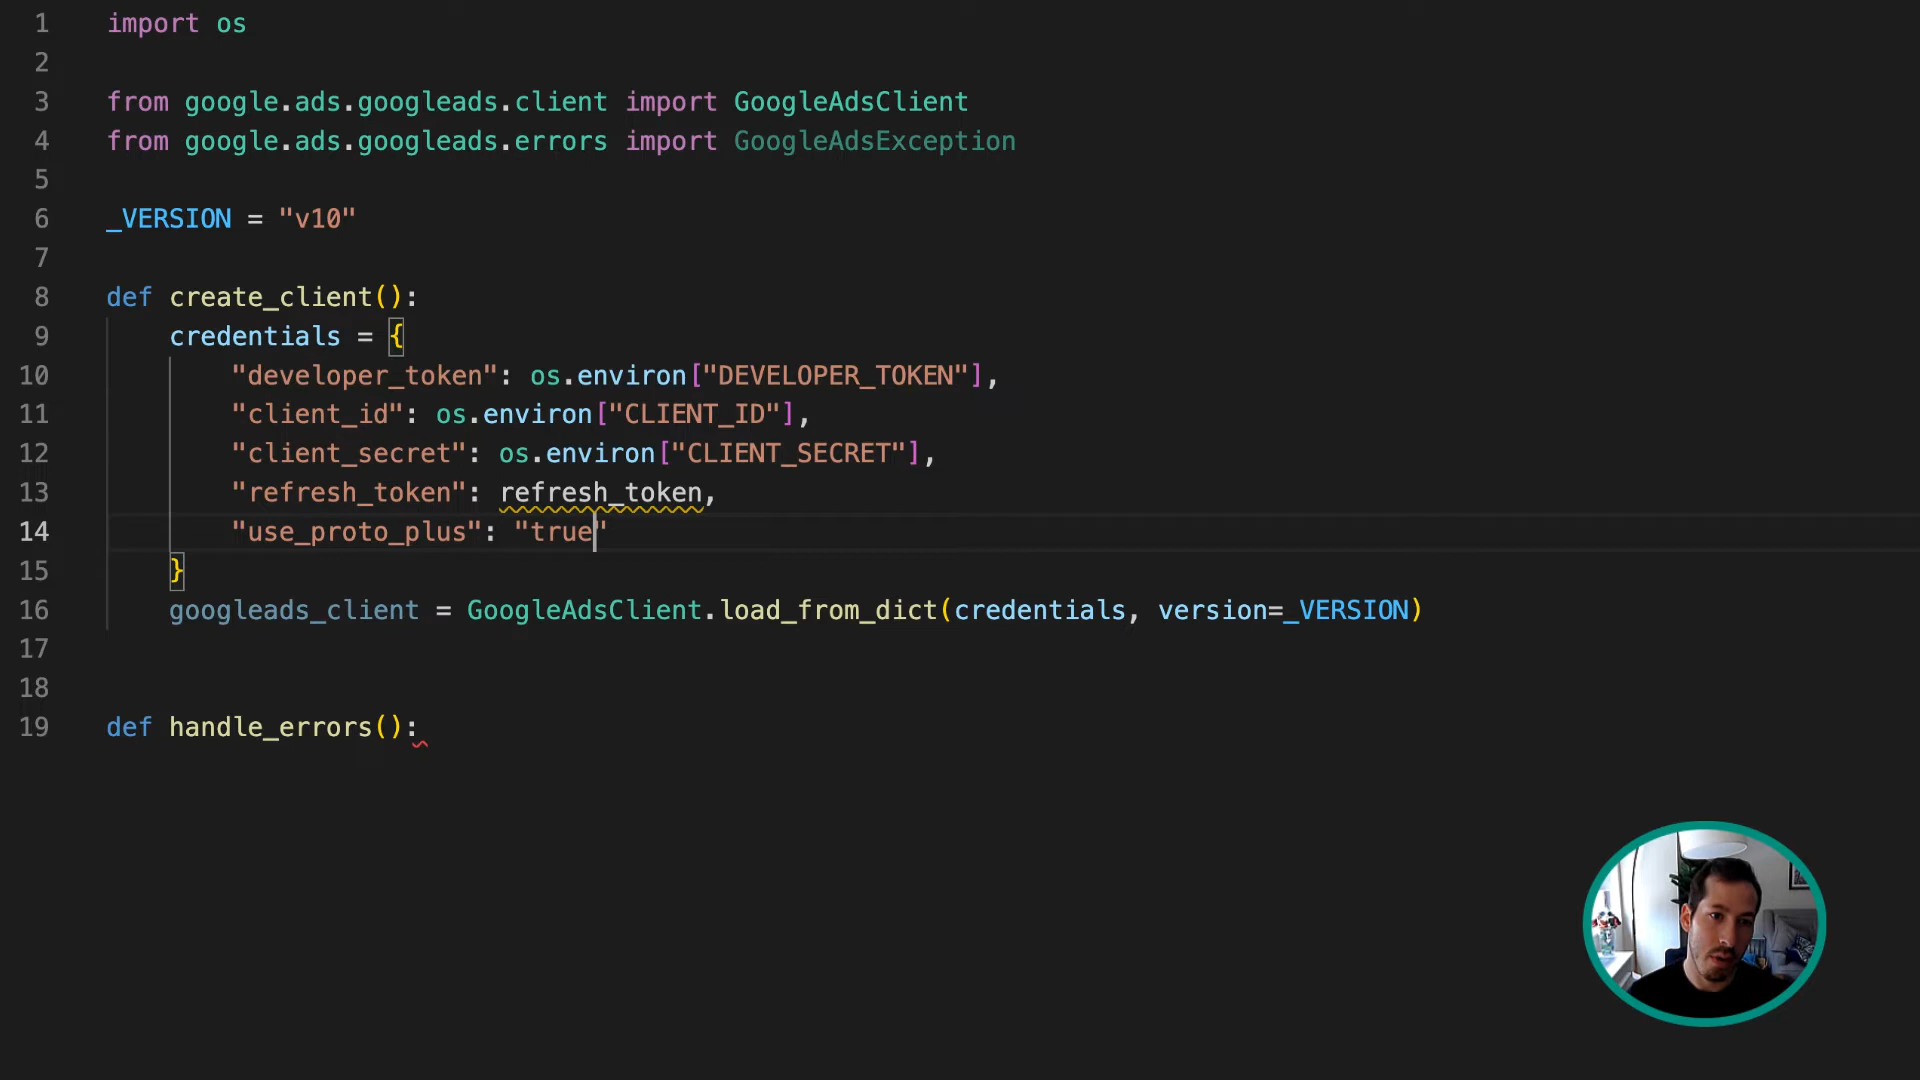 1 import os
2
3 from google.ads.googleads.client import GoogleAdsClient
4 from google.ads.googleads.errors import GoogleAdsException
5
6 _VERSION = "v10"
7
8 def create_client():
9     credentials = {
10         "developer_token": os.environ["DEVELOPER_TOKEN"],
11         "client_id": os.environ["CLIENT_ID"],
12         "client_secret": os.environ["CLIENT_SECRET"],
13         "refresh_token": refresh_token,
14         "use_proto_plus": "true"
15     }
16     googleads_client = GoogleAdsClient.load_from_dict(credentials, version=_VERSION)
17
18
19 def handle_errors():